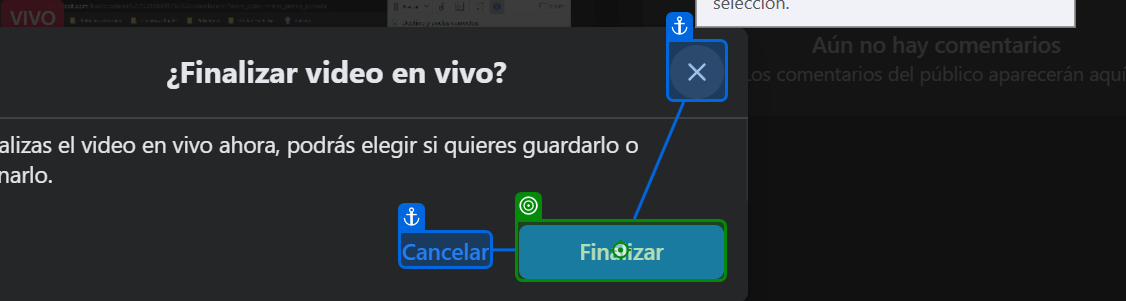 VIVO
selección.
Aún no hay comentarios
Los comentarios del público aparecerán aquí
¿Finalizar video en vivo?
alizas el video en vivo ahora, podrás elegir si quieres guardarlo o
narlo.
Cancelar
Finalizar